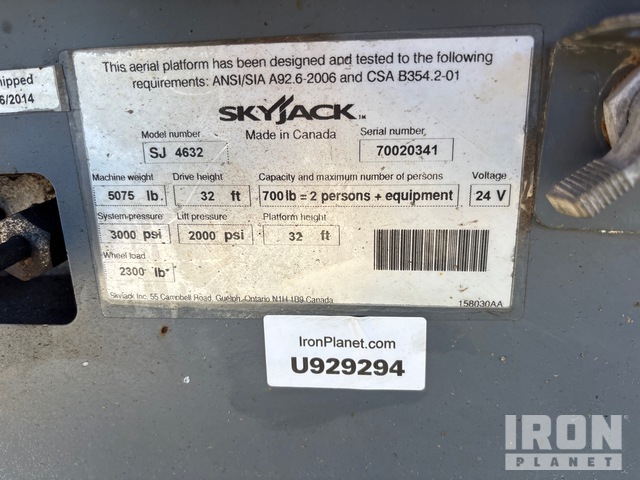 hipped
6/2014
This aerial platform has been designed and tested to the following
requirements: ANSI/SIA A92.6-2006 and CSA B354.2-01
SKYJACK TM
Made in Canada
Model number
SJ 4632
Serial number
70020341
Machine weight Drive height Capacity and maximum number of persons Voltage
5075 lb. 32 ft 700 lb = 2 persons + equipment 24 V
System pressure Lift pressure Platform height
3000 psi 2000 psi 32 ft
Wheel load
2300 lb
Skyjack Inc. 55 Campbell Road, Guelph, Ontario N1H 1B9 Canada
158030AA
IronPlanet.com
U929294
IRON
PLANET